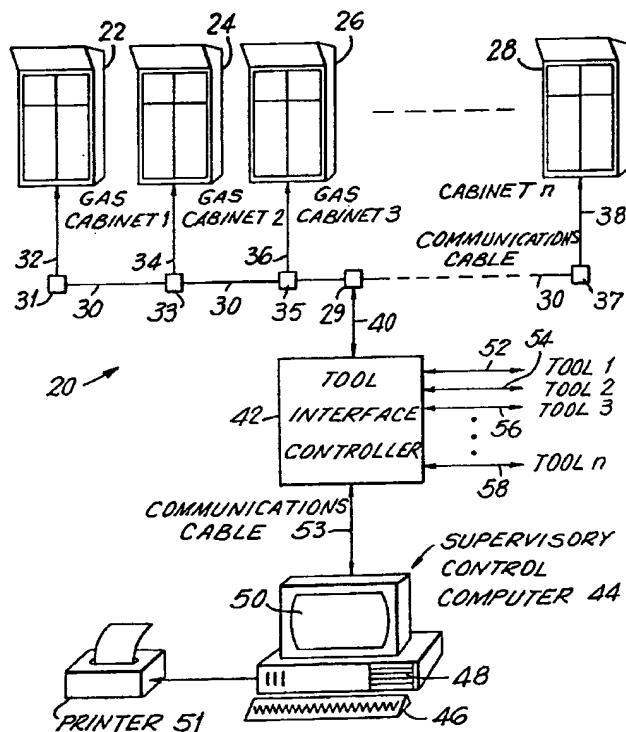 22
24
26
28
GAS
CABINET 1
GAS
CABINET 2
GAS
CABINET 3
CABINET n
COMMUNICATIONS
CABLE
32
34
36
38
31
30
33
30
35
29
30
37
40
20
42
TOOL
INTERFACE
CONTROLLER
52
54
56
58
TOOL 1
TOOL 2
TOOL 3
TOOL n
COMMUNICATIONS
CABLE
53
SUPERVISORY
CONTROL
COMPUTER 44
50
48
46
PRINTER 51